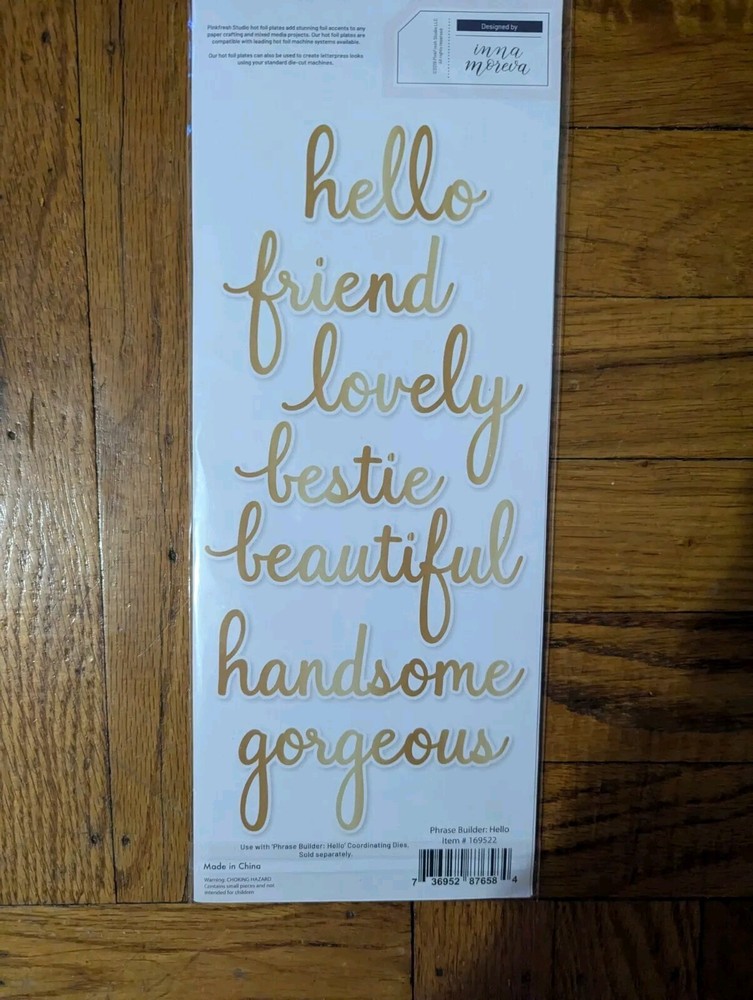 Pinkfresh Studio hot foil plates add stunning foil accents to any
paper crafting and mixed media projects. Our hot foil plates are
compatible with leading hot foil machine systems available.
Our hot foil plates can also be used to create letterpress looks
using your standard die-cut machines.
Designed by
inna
moreva
hello
friend
lovely
bestie
beautiful
handsome
gorgeous
Phrase Builder: Hello
Item # 169522
Use with 'Phrase Builder: Hello' Coordinating Dies.
Sold separately.
Made in China
Warning: CHOKING HAZARD
Contains small pieces and not
intended for children
7 36952 87658 4